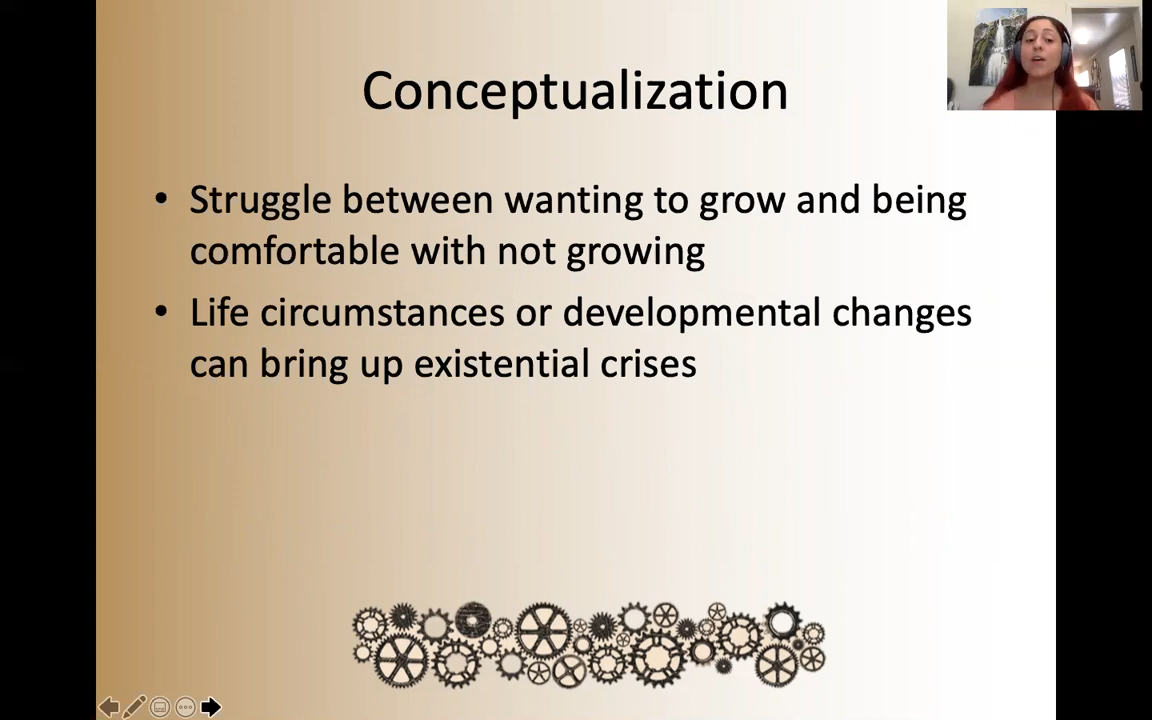 Conceptualization
• Struggle between wanting to grow and being
comfortable with not growing
• Life circumstances or developmental changes
can bring up existential crises